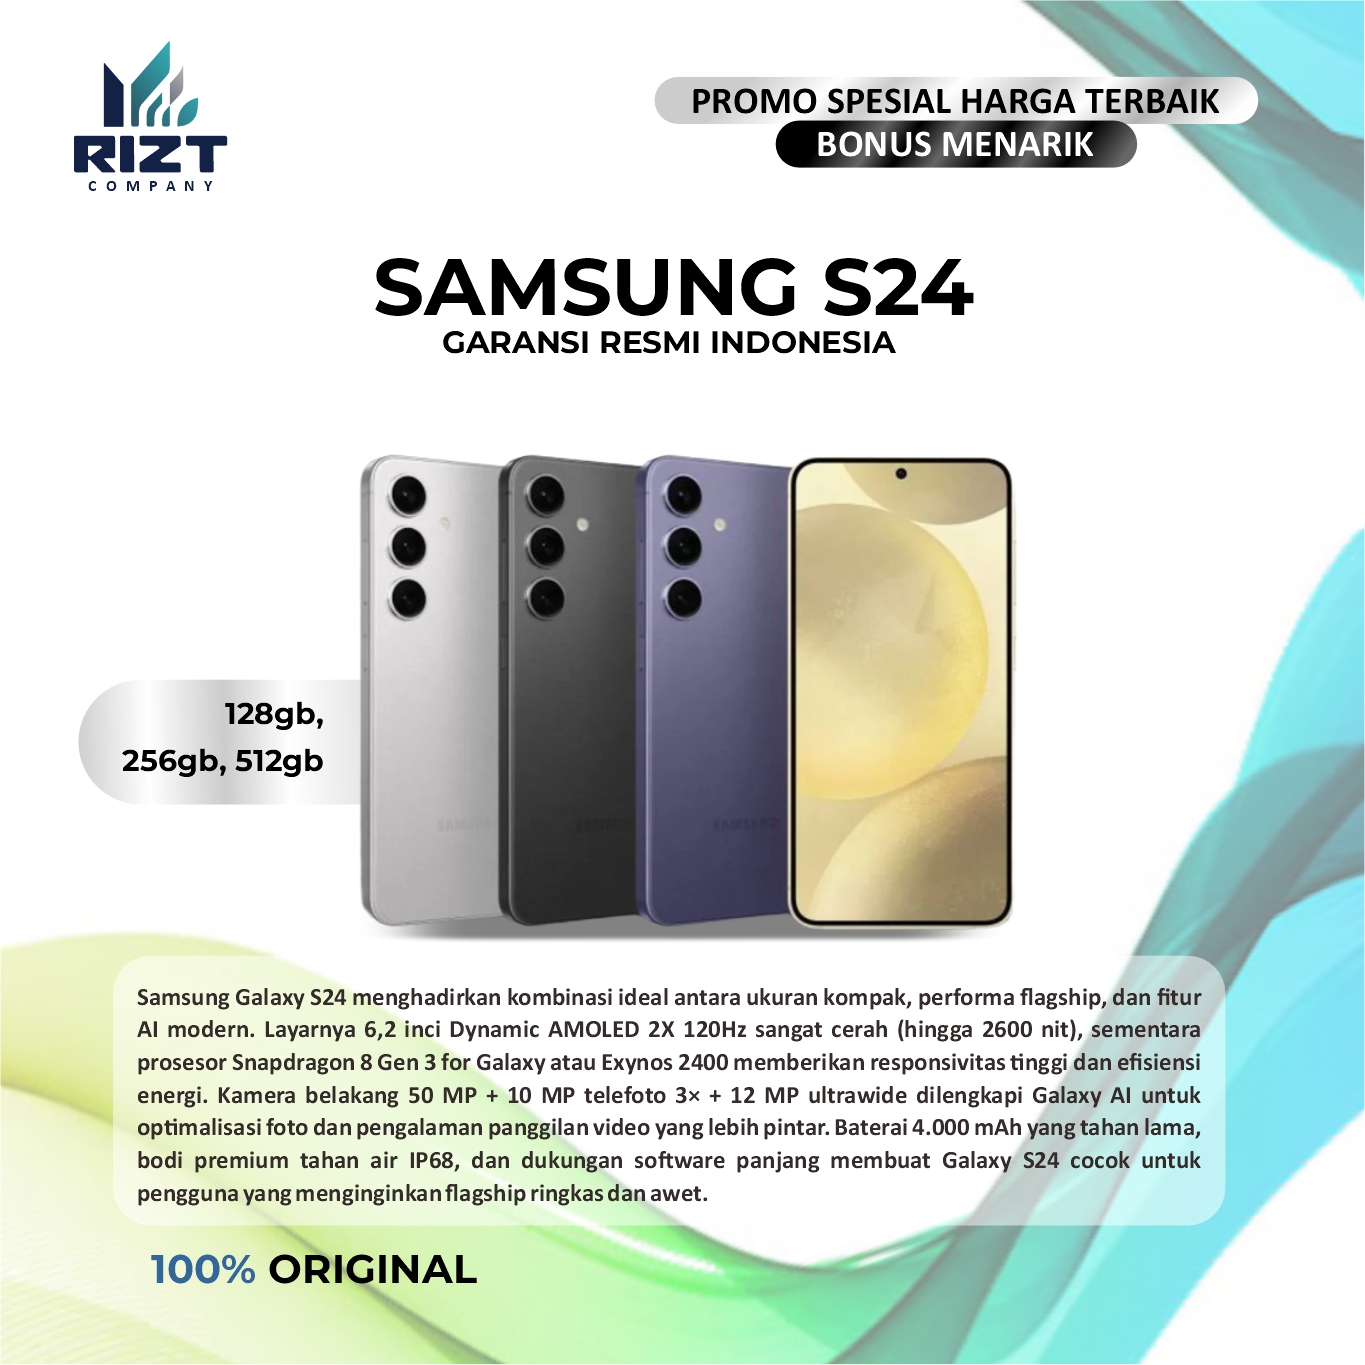 RIZT
COMPANY
PROMO SPESIAL HARGA TERBAIK
BONUS MENARIK
SAMSUNG S24
GARANSI RESMI INDONESIA
128gb,
256gb, 512gb
SAMSUNG
SAMSUNG
SAMSUNG
Samsung Galaxy S24 menghadirkan kombinasi ideal antara ukuran kompak, performa flagship, dan fitur
AI modern. Layarnya 6,2 inci Dynamic AMOLED 2X 120Hz sangat cerah (hingga 2600 nit), sementara
prosesor Snapdragon 8 Gen 3 for Galaxy atau Exynos 2400 memberikan responsivitas tinggi dan efisiensi
energi. Kamera belakang 50 MP + 10 MP telefoto 3× + 12 MP ultrawide dilengkapi Galaxy AI untuk
optimalisasi foto dan pengalaman panggilan video yang lebih pintar. Baterai 4.000 mAh yang tahan lama,
bodi premium tahan air IP68, dan dukungan software panjang membuat Galaxy S24 cocok untuk
pengguna yang menginginkan flagship ringkas dan awet.
100% ORIGINAL